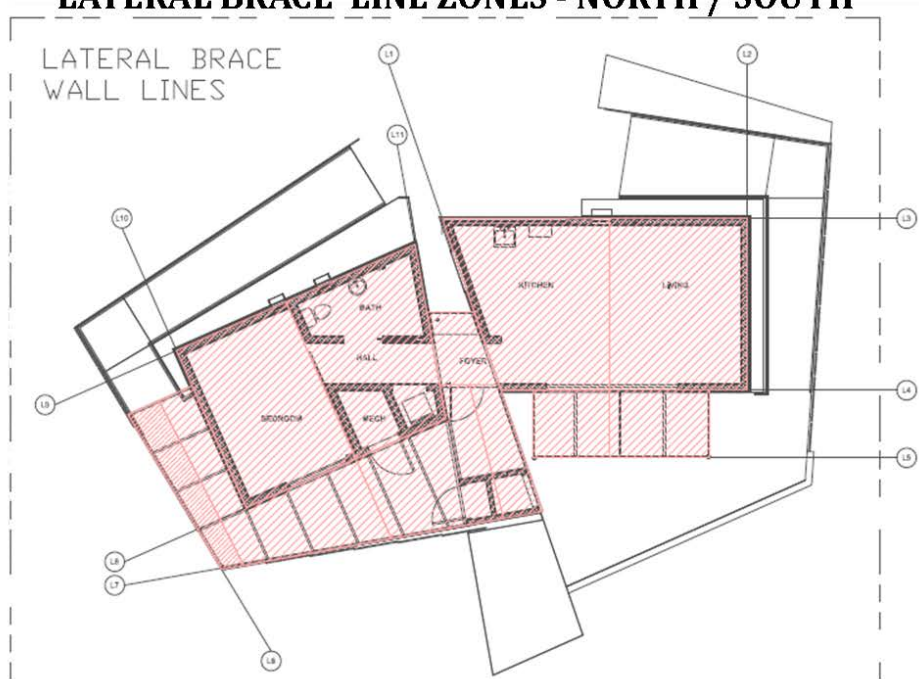 LATERAL BRACE LINE ZONES - NORTH / SOUTH
LATERAL BRACE
WALL LINES
L1
L2
L11
L10
L3
KITCHEN
LIVING
BATH
HALL
FOYER
L4
L9
BEDROOM
MECH
L5
L6
L7